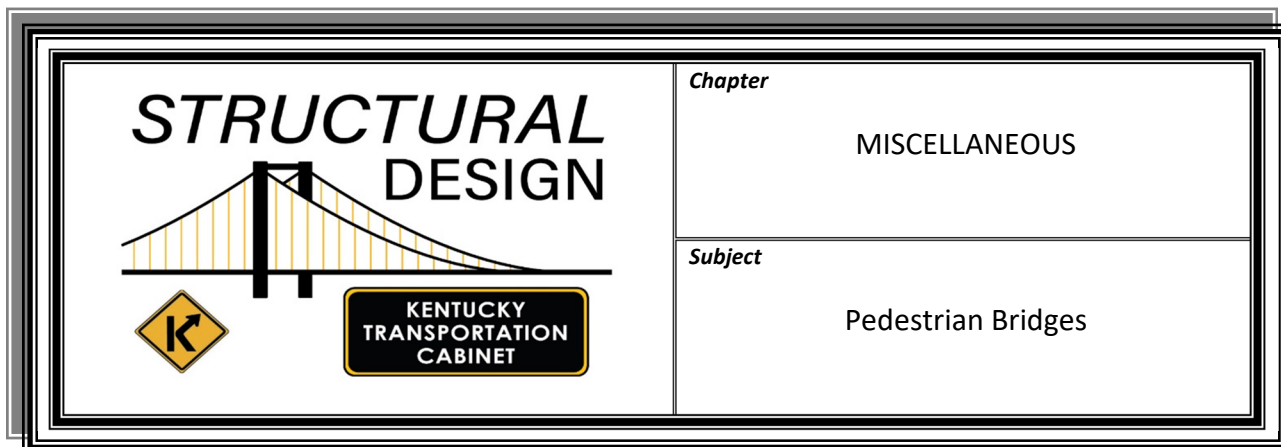 STRUCTURAL
DESIGN
KENTUCKY
TRANSPORTATION
CABINET
Chapter
MISCELLANEOUS
Subject
Pedestrian Bridges